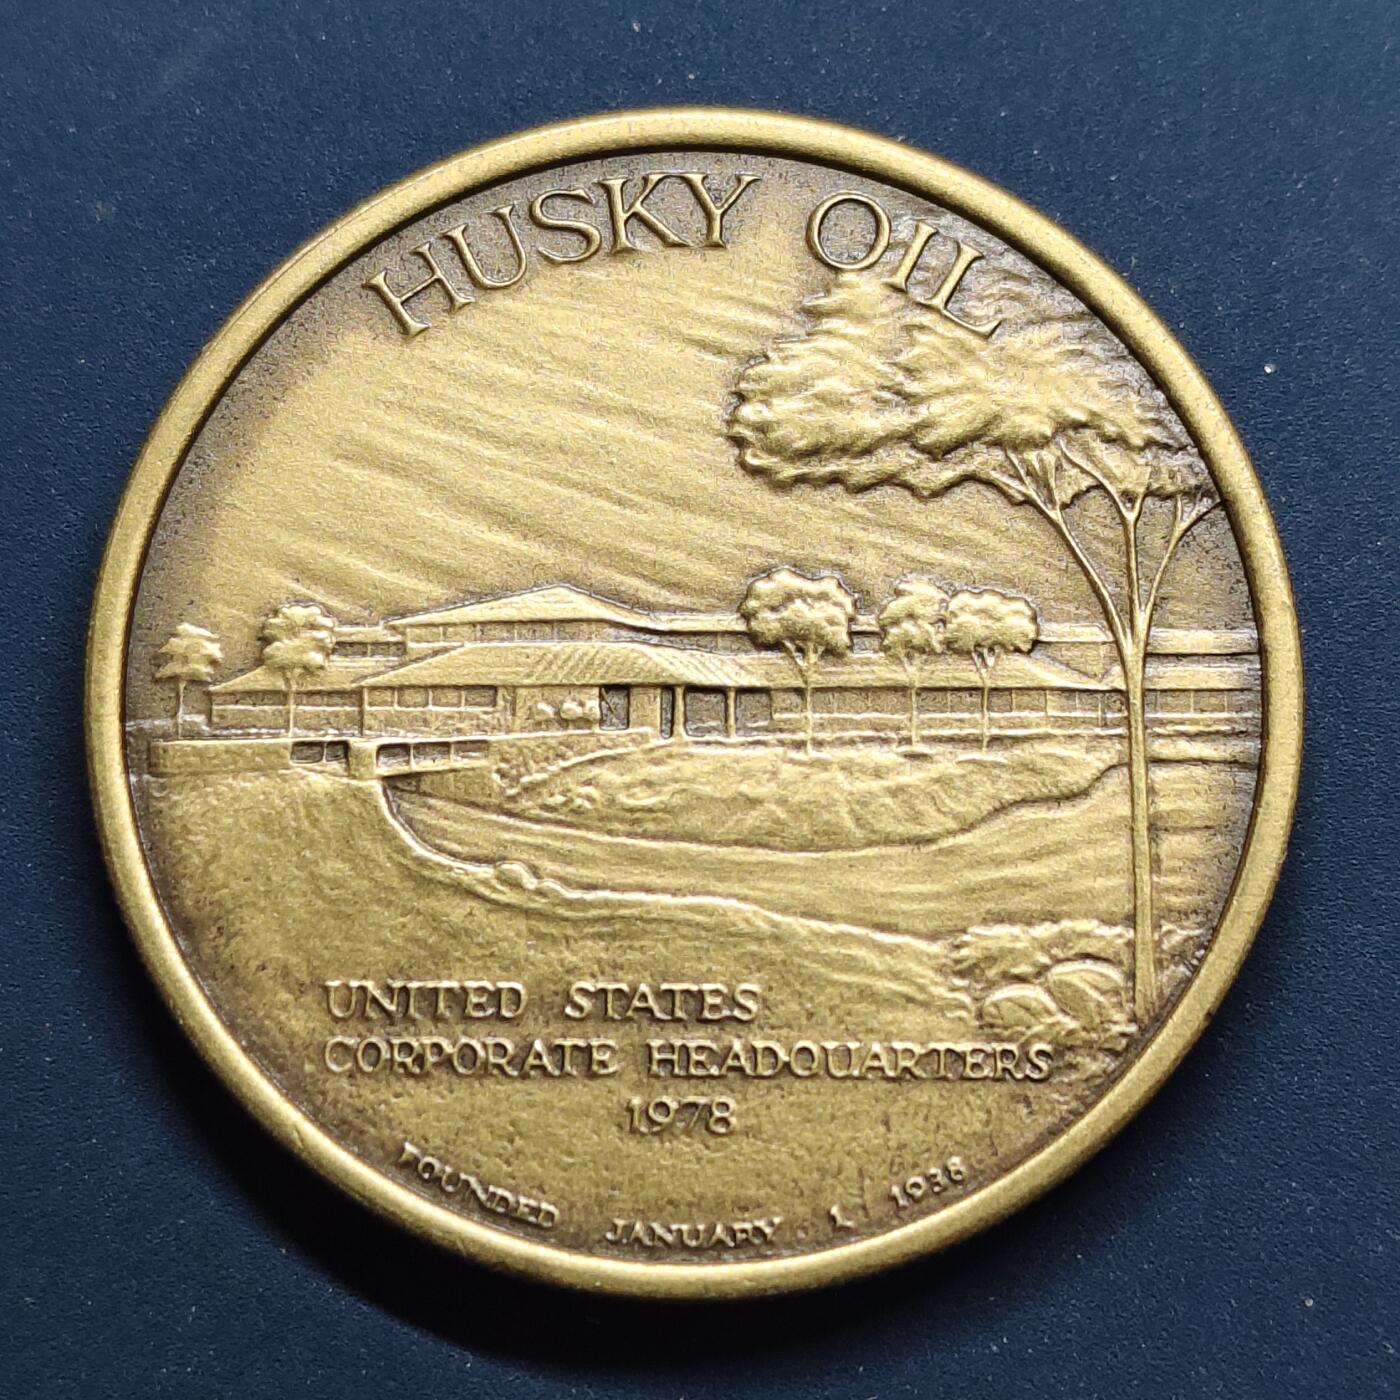 HUSKY OIL
UNITED STATES
CORPORATE HEADQUARTERS
1978
FOUNDED JANUARY 1 1938